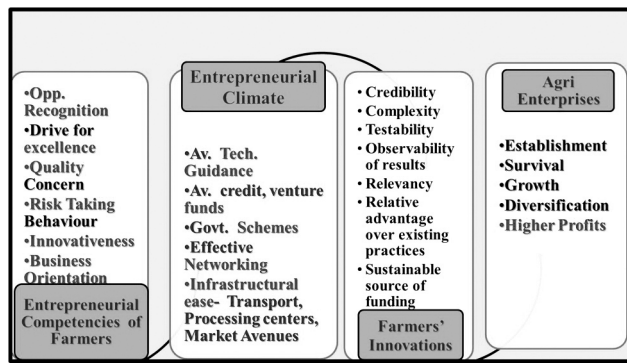 •Opp.
Recognition
•Drive for
excellence
•Quality
Concern
•Risk Taking
Behaviour
•Innovativeness
•Business
Orientation
Entrepreneurial
Competencies of
Farmers
Entrepreneurial
Climate
•Av. Tech.
Guidance
•Av. credit, venture
funds
•Govt. Schemes
•Effective
Networking
•Infrastructural
ease- Transport,
Processing centers,
Market Avenues
• Credibility
• Complexity
• Testability
• Observability
of results
• Relevancy
• Relative
advantage
over existing
practices
• Sustainable
source of
funding
Farmers’
Innovations
Agri
Enterprises
•Establishment
•Survival
•Growth
•Diversification
•Higher Profits